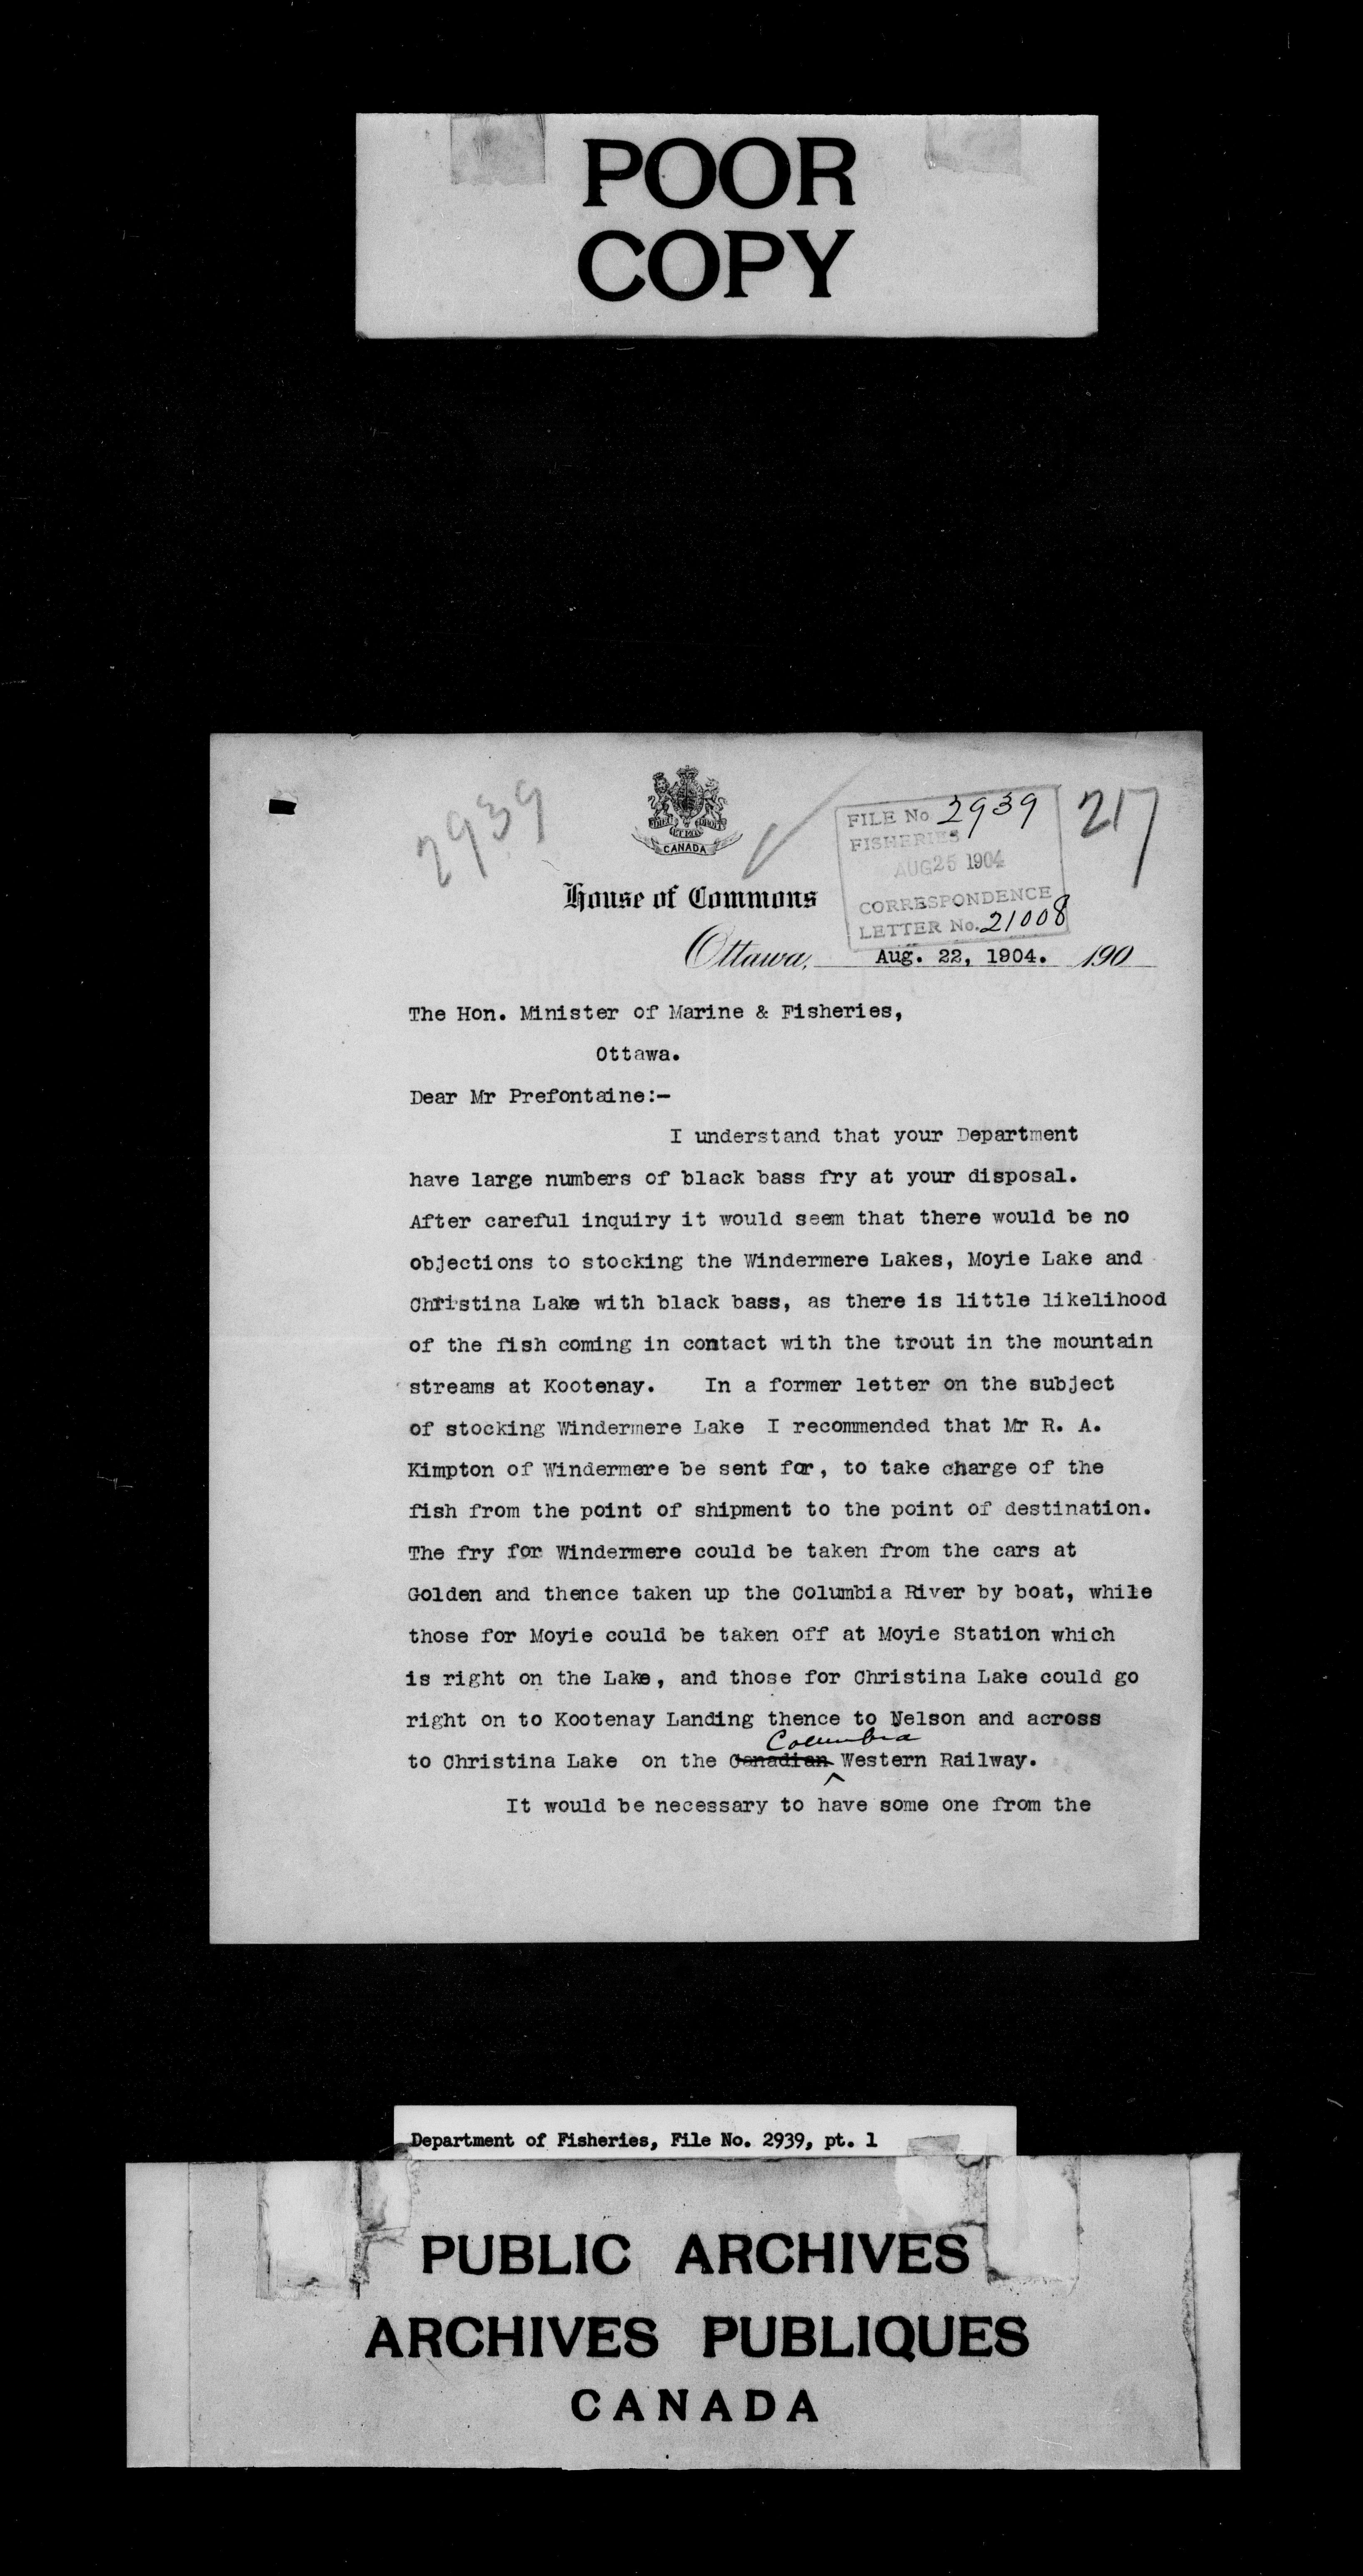 POOR
COPY
2939
217
CANADA
FILE No 2939
FISHERIES
AUG 25 1904
CORRESPONDENCE
LETTER No. 21008
House of Commons
Ottawa, Aug. 22, 1904. 190
The Hon. Minister of Marine & Fisheries,
Ottawa.
Dear Mr Prefontaine:-
I understand that your Department
have large numbers of black bass fry at your disposal.
After careful inquiry it would seem that there would be no
objections to stocking the Windermere Lakes, Moyie Lake and
Christina Lake with black bass, as there is little likelihood
of the fish coming in contact with the trout in the mountain
streams at Kootenay. In a former letter on the subject
of stocking Windermere Lake I recommended that Mr R. A.
Kimpton of Windermere be sent for, to take charge of the
fish from the point of shipment to the point of destination.
The fry for Windermere could be taken from the cars at
Golden and thence taken up the Columbia River by boat, while
those for Moyie could be taken off at Moyie Station which
is right on the Lake, and those for Christina Lake could go
right on to Kootenay Landing thence to Nelson and across
Columbia
to Christina Lake on the Canadian Western Railway.
It would be necessary to have some one from the
Department of Fisheries, File No. 2939, pt. 1
PUBLIC ARCHIVES
ARCHIVES PUBLIQUES
CANADA